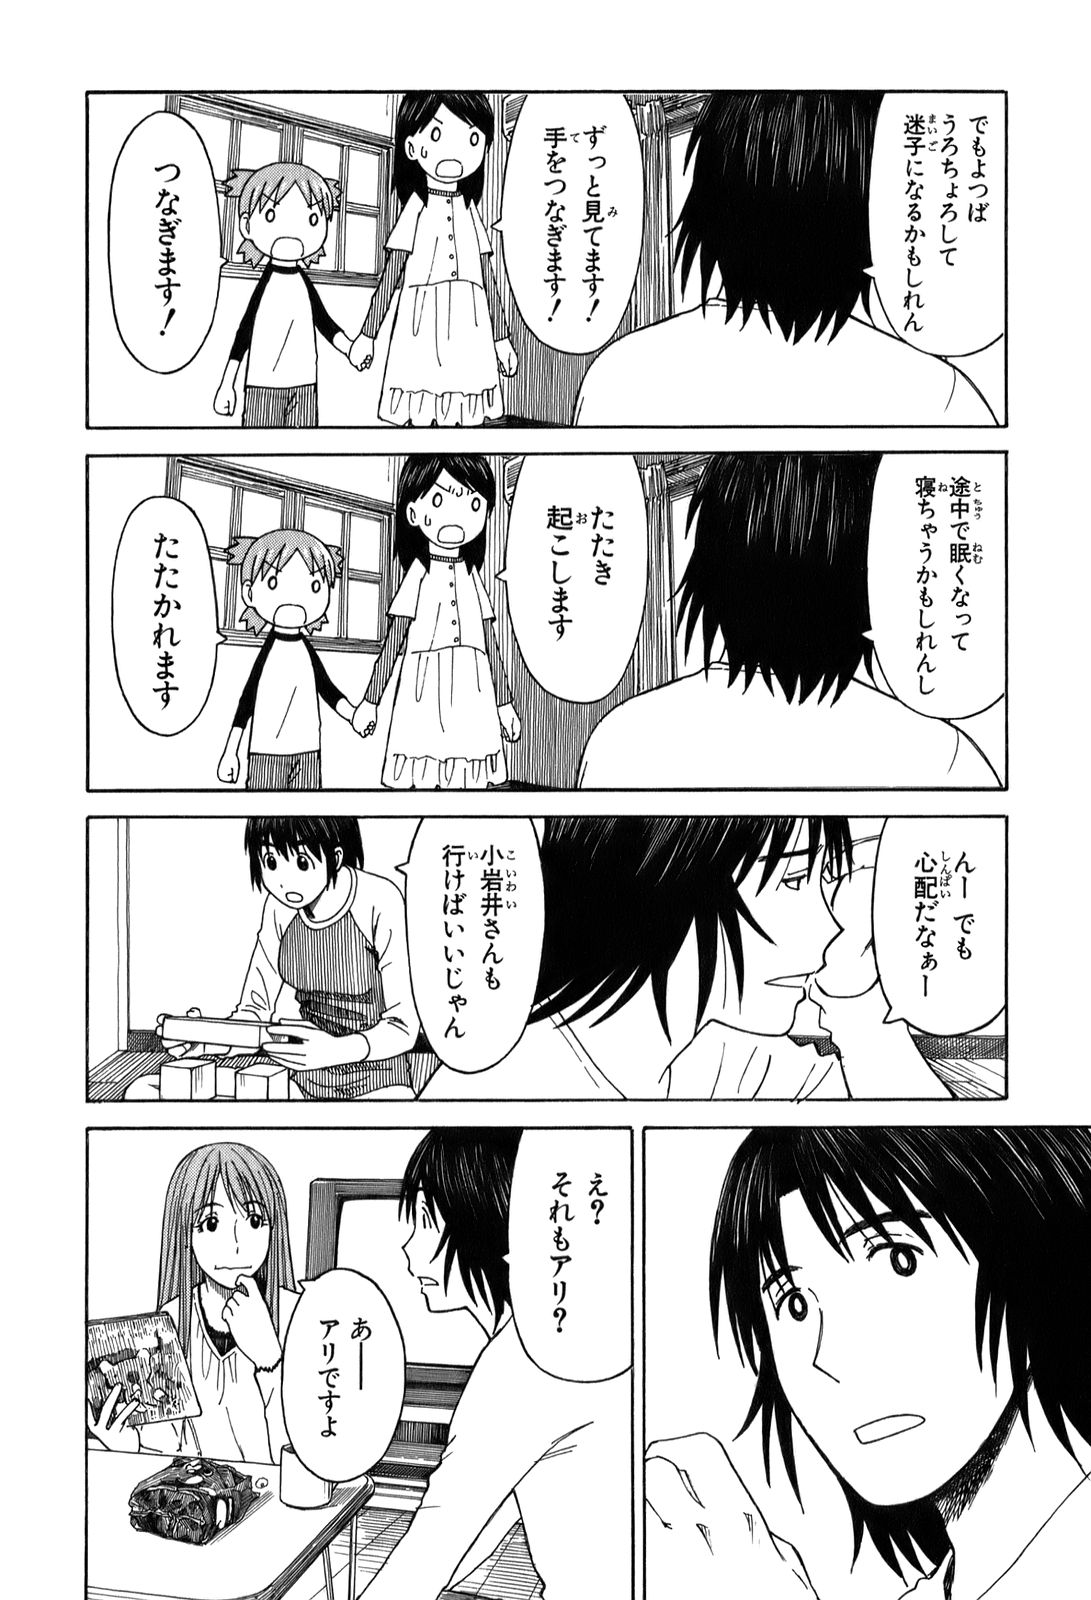 でもよつば
うろちょろして
迷子になるかもしれん
ずっと見てます！
手をつなぎます！
つなぎます！
途中で眠くなって
寝ちゃうかもしれんし
たたき
起こします
たたかれます
んー でも
心配だなぁー
小岩井さんも
行けばいいじゃん
え？
それもアリ？
あー
アリですよ